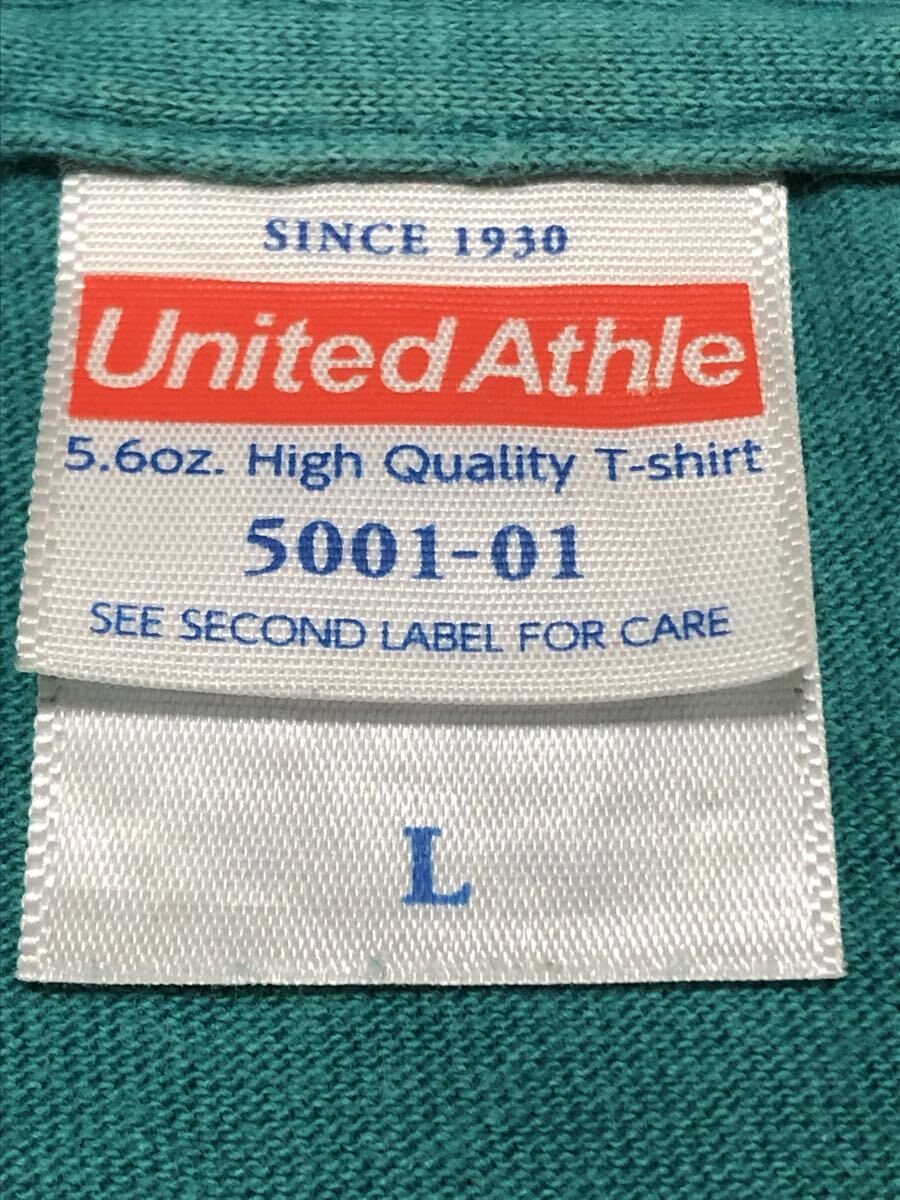 SINCE 1930
United Athle
5.6oz. High Quality T-shirt
5001-01
SEE SECOND LABEL FOR CARE
L